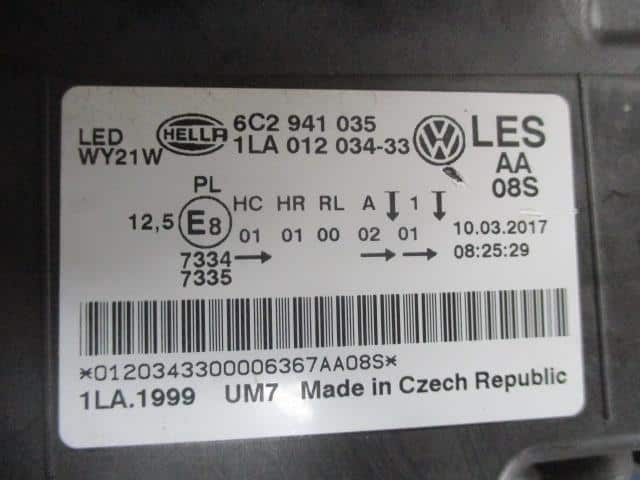 LED HELLA 6C2 941 035 VW LES
WY21W 1LA 012 034-33 AA
08S
PL HC HR RL A ↓ 1 ↓
12,5 E8 01 01 00 02 01 10.03.2017
7334 → → → 08:25:29
7335
*0120343300006367AA08S*
1LA.1999 UM7 Made in Czech Republic